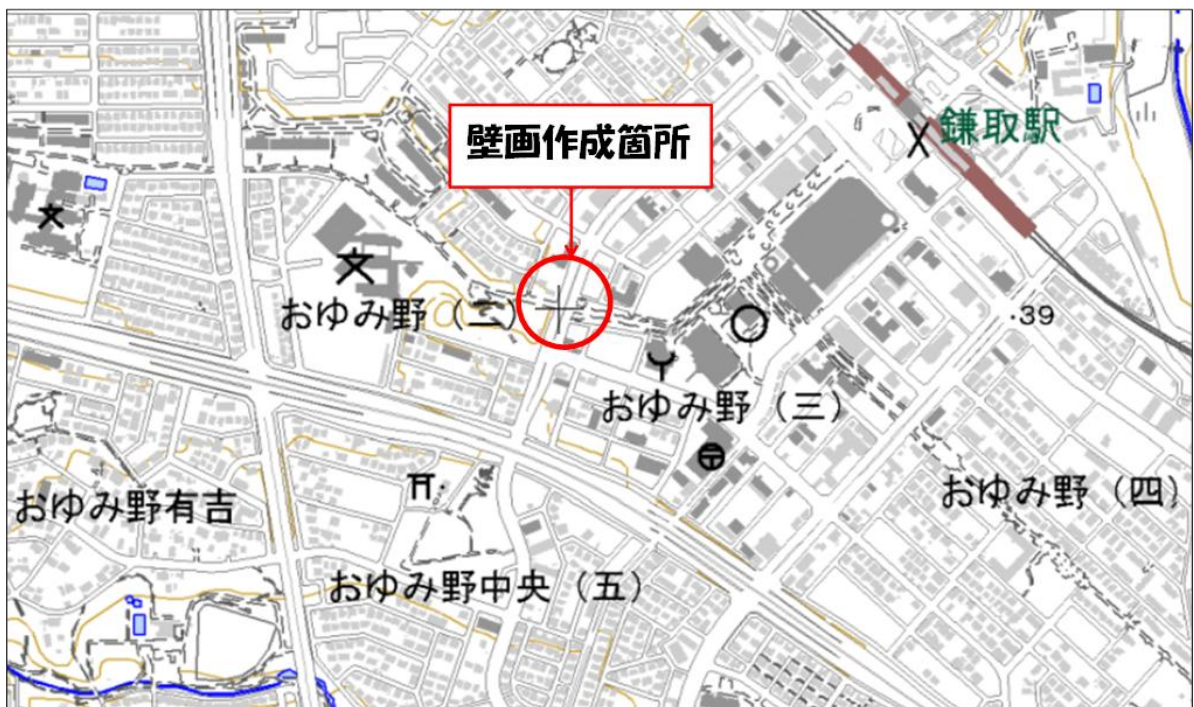 壁画作成箇所
鎌取駅
おゆみ野（二）
・39
おゆみ野（三）
おゆみ野有吉
おゆみ野（四）
おゆみ野中央（五）